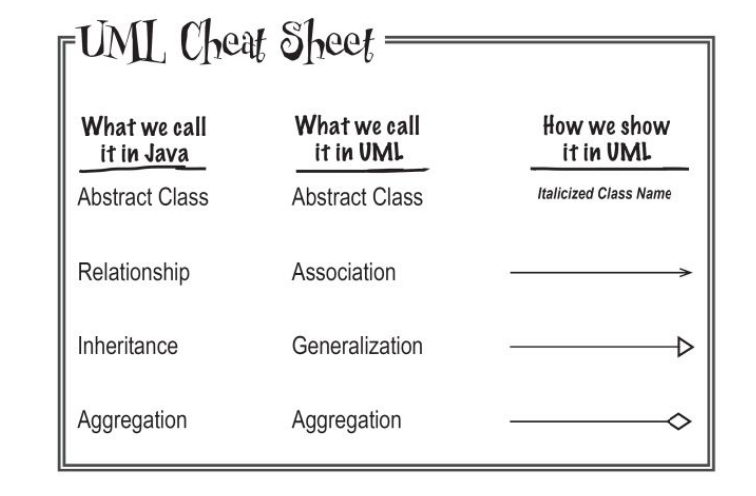 UML Cheat Sheet
What we call it in Java
What we call it in UML
How we show it in UML
Abstract Class
Abstract Class
Italicized Class Name
Relationship
Association
Inheritance
Generalization
Aggregation
Aggregation